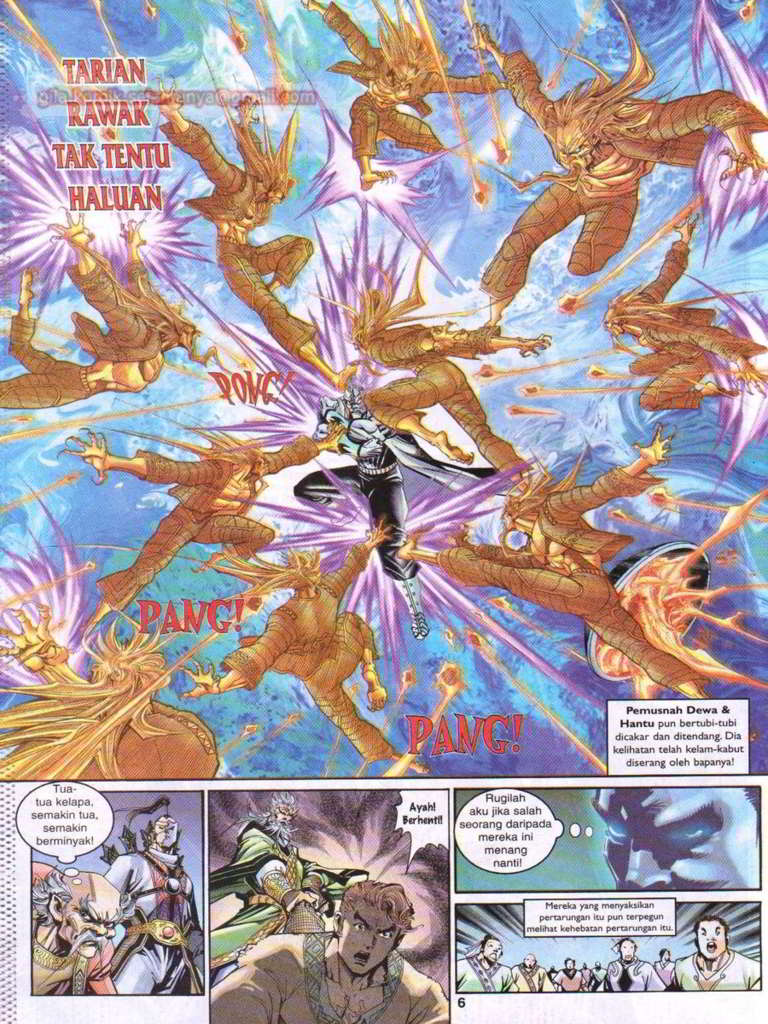 TARIAN
RAWAK
TAK TENTU
HALUAN
PONG!
PANG!
PANG!
Pemusnah Dewa &
Hantu pun bertubi-tubi
dicakar dan ditendang. Dia
kelihatan telah kelam-kabut
diserang oleh bapanya!
Tua-
tua kelapa,
semakin tua,
semakin
berminyak!
Ayah!
Berhenti!
Rugilah
aku jika salah
seorang daripada
mereka ini
menang
nanti!
Mereka yang menyaksikan
pertarungan itu pun terpegun
melihat kehebatan pertarungan itu.
6